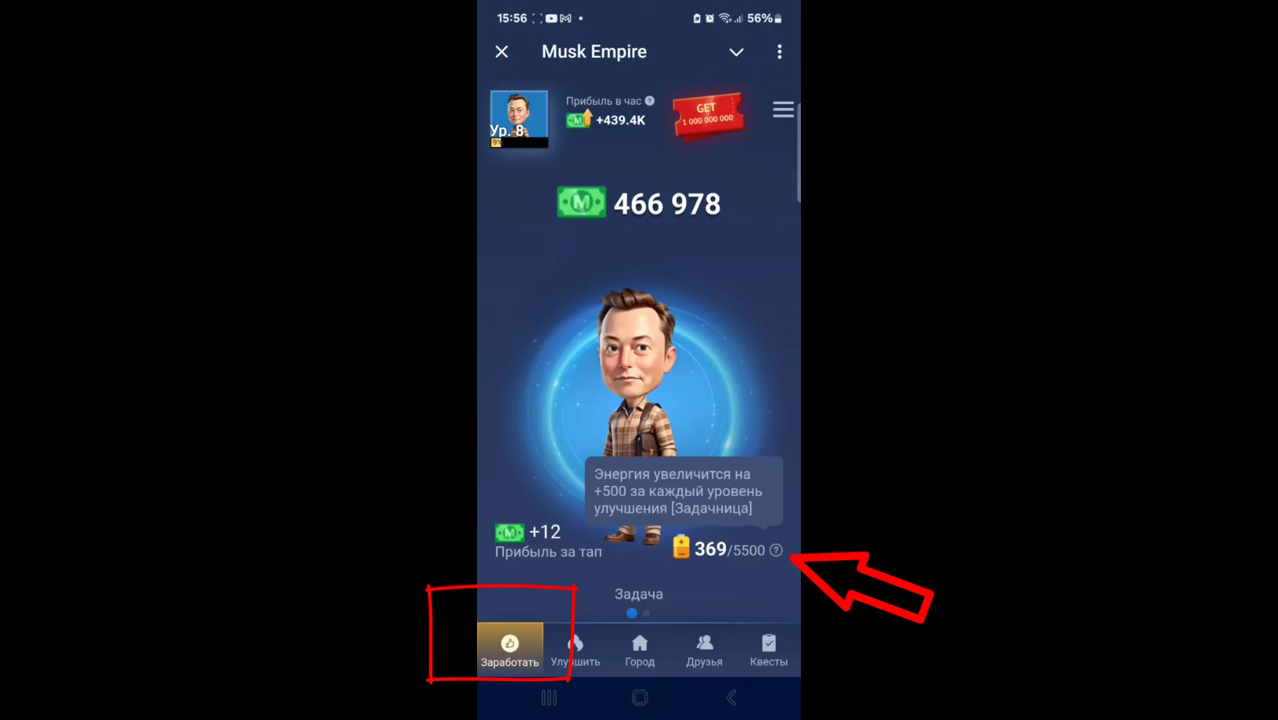 15:56
56%
Musk Empire
Прибыль в час
+439.4K
GET
1 000 000 000
Ур. 8
466 978
Энергия увеличится на
+500 за каждый уровень
улучшения [Задачница]
+12
Прибыль за тап
369/5500
Задача
Заработать
Улучшить
Город
Друзья
Квесты